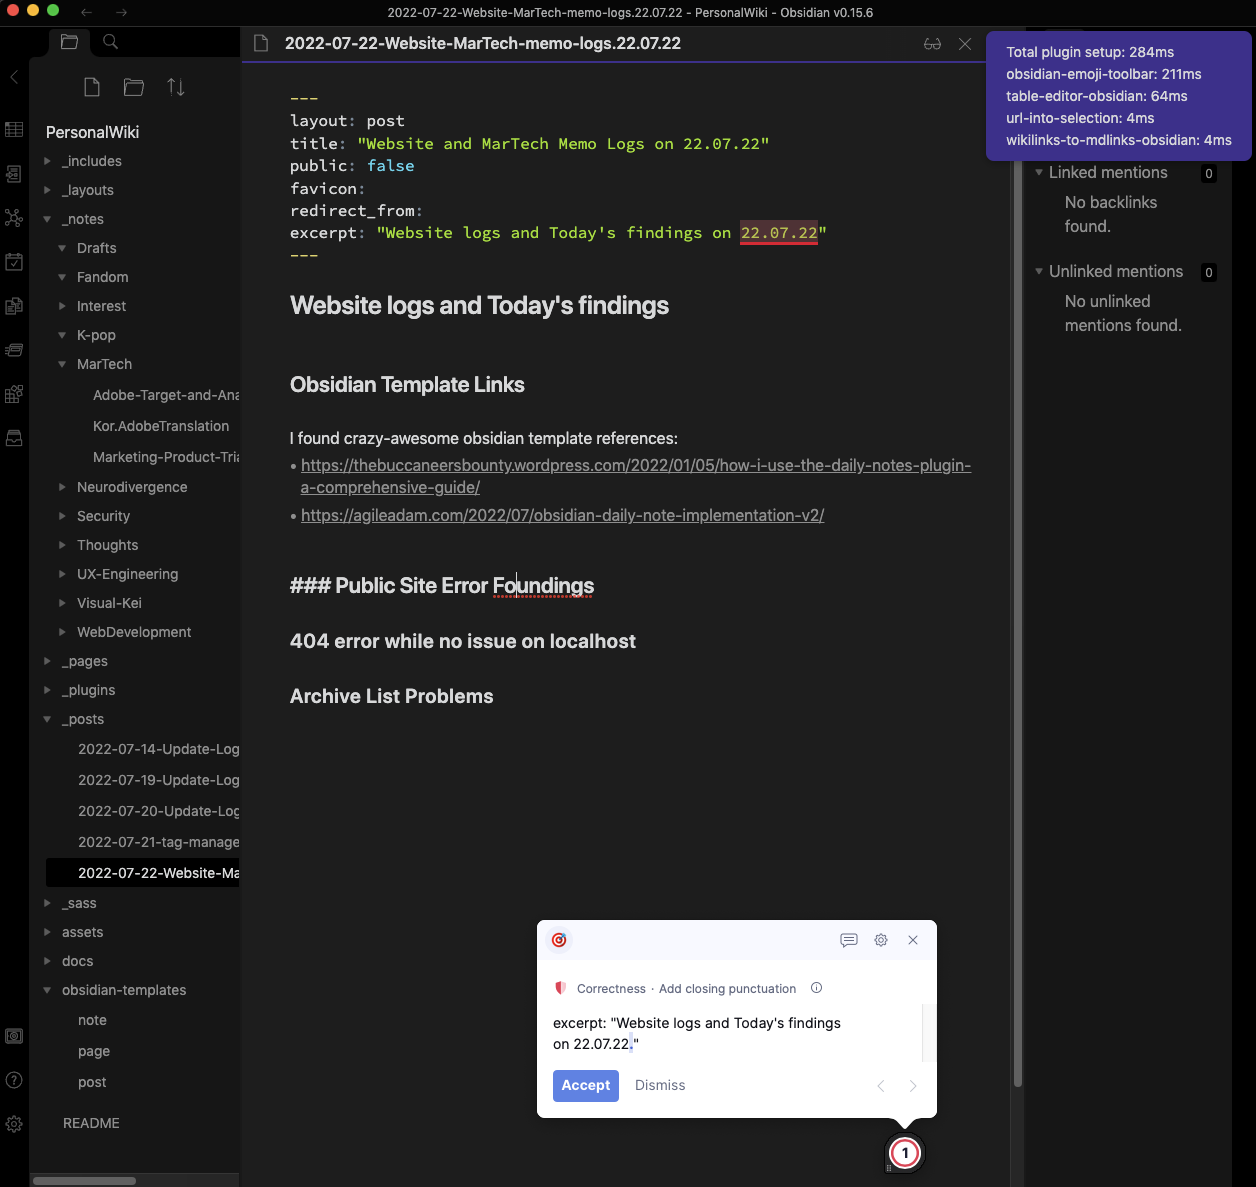 2022-07-22-Website-MarTech-memo-logs.22.07.22 - PersonalWiki - Obsidian v0.15.6
2022-07-22-Website-MarTech-memo-logs.22.07.22
Total plugin setup: 284ms
obsidian-emoji-toolbar: 211ms
table-editor-obsidian: 64ms
url-into-selection: 4ms
wikilinks-to-mdlinks-obsidian: 4ms
PersonalWiki
_includes
_layouts
_notes
Drafts
Fandom
Interest
K-pop
MarTech
Adobe-Target-and-Ana
Kor.AdobeTranslation
Marketing-Product-Tria
Neurodivergence
Security
Thoughts
UX-Engineering
Visual-Kei
WebDevelopment
_pages
_plugins
_posts
2022-07-14-Update-Log
2022-07-19-Update-Log
2022-07-20-Update-Log
2022-07-21-tag-manage
2022-07-22-Website-Ma
_sass
assets
docs
obsidian-templates
note
page
post
README
---
layout: post
title: "Website and MarTech Memo Logs on 22.07.22"
public: false
favicon:
redirect_from:
excerpt: "Website logs and Today's findings on 22.07.22"
---
Website logs and Today's findings
Obsidian Template Links
I found crazy-awesome obsidian template references:
• https://thebuccaneersbounty.wordpress.com/2022/01/05/how-i-use-the-daily-notes-plugin-
a-comprehensive-guide/
• https://agileadam.com/2022/07/obsidian-daily-note-implementation-v2/
### Public Site Error Foundings
404 error while no issue on localhost
Archive List Problems
Linked mentions 0
No backlinks
found.
Unlinked mentions 0
No unlinked
mentions found.
Correctness · Add closing punctuation
excerpt: "Website logs and Today's findings
on 22.07.22."
Accept Dismiss
1